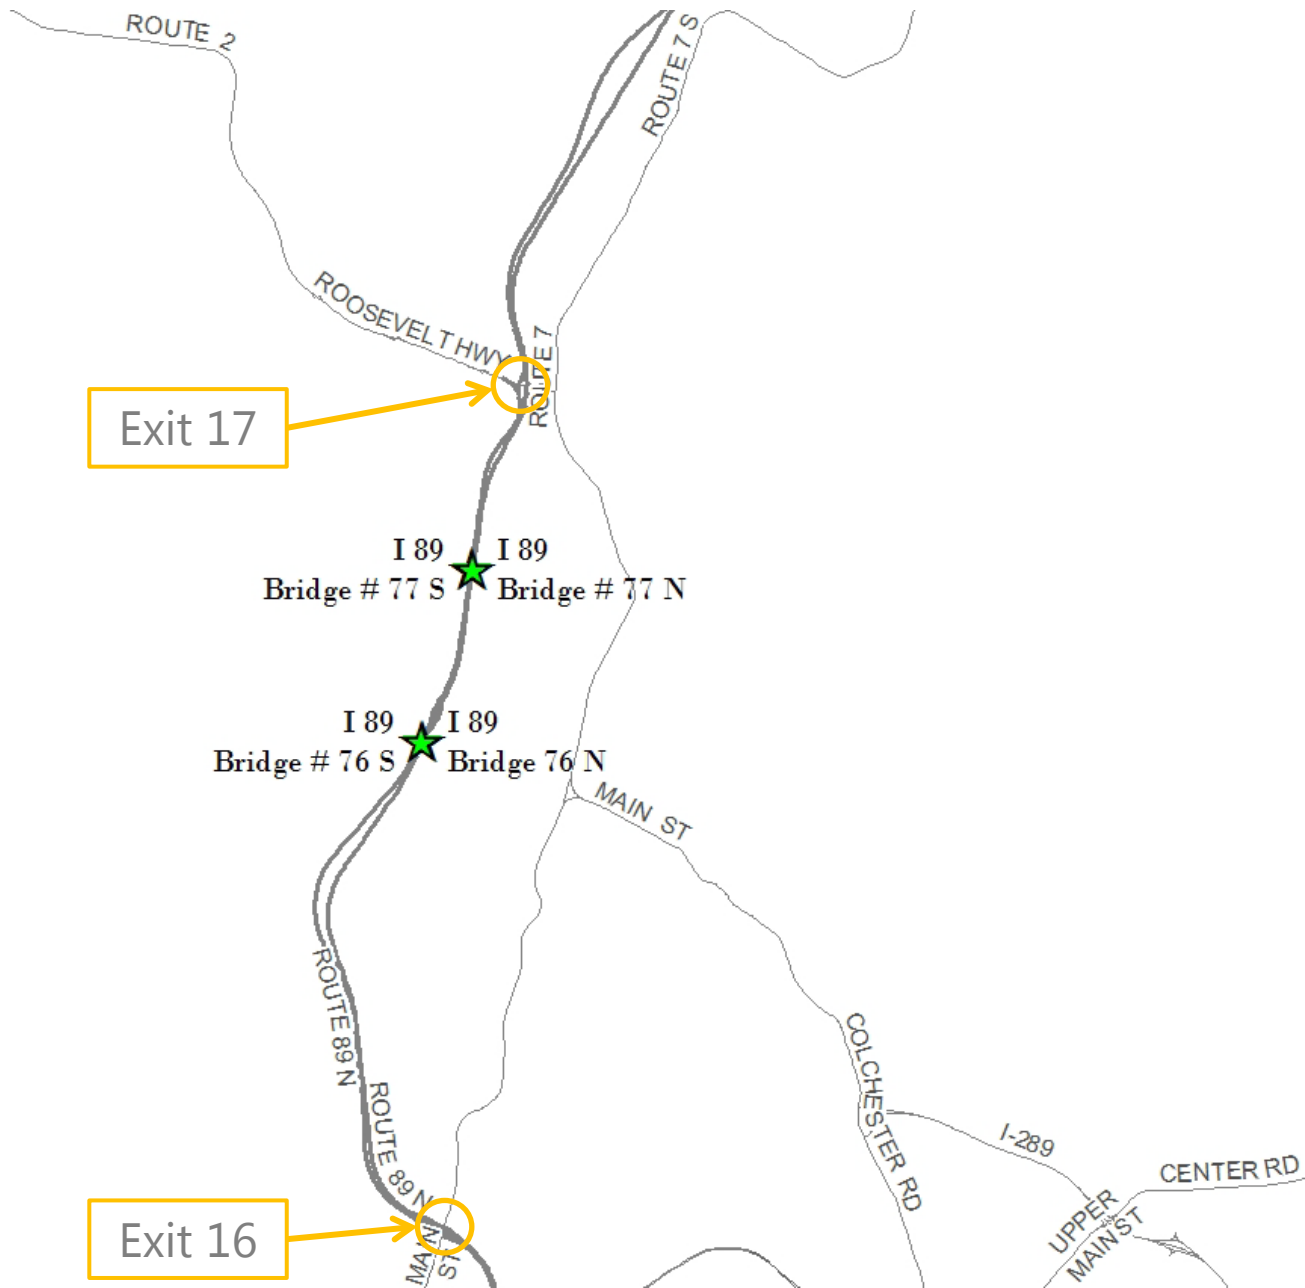 ROUTE 2
ROUTE 7 S
ROOSEVELT HWY
ROUTE 7
Exit 17
I 89
Bridge # 77 S
I 89
Bridge # 77 N
I 89
Bridge # 76 S
I 89
Bridge 76 N
MAIN ST
ROUTE 89 N
COLCHESTER RD
ROUTE 89 N
I-289
CENTER RD
UPPER
MAIN ST
Exit 16
MAIN
ST